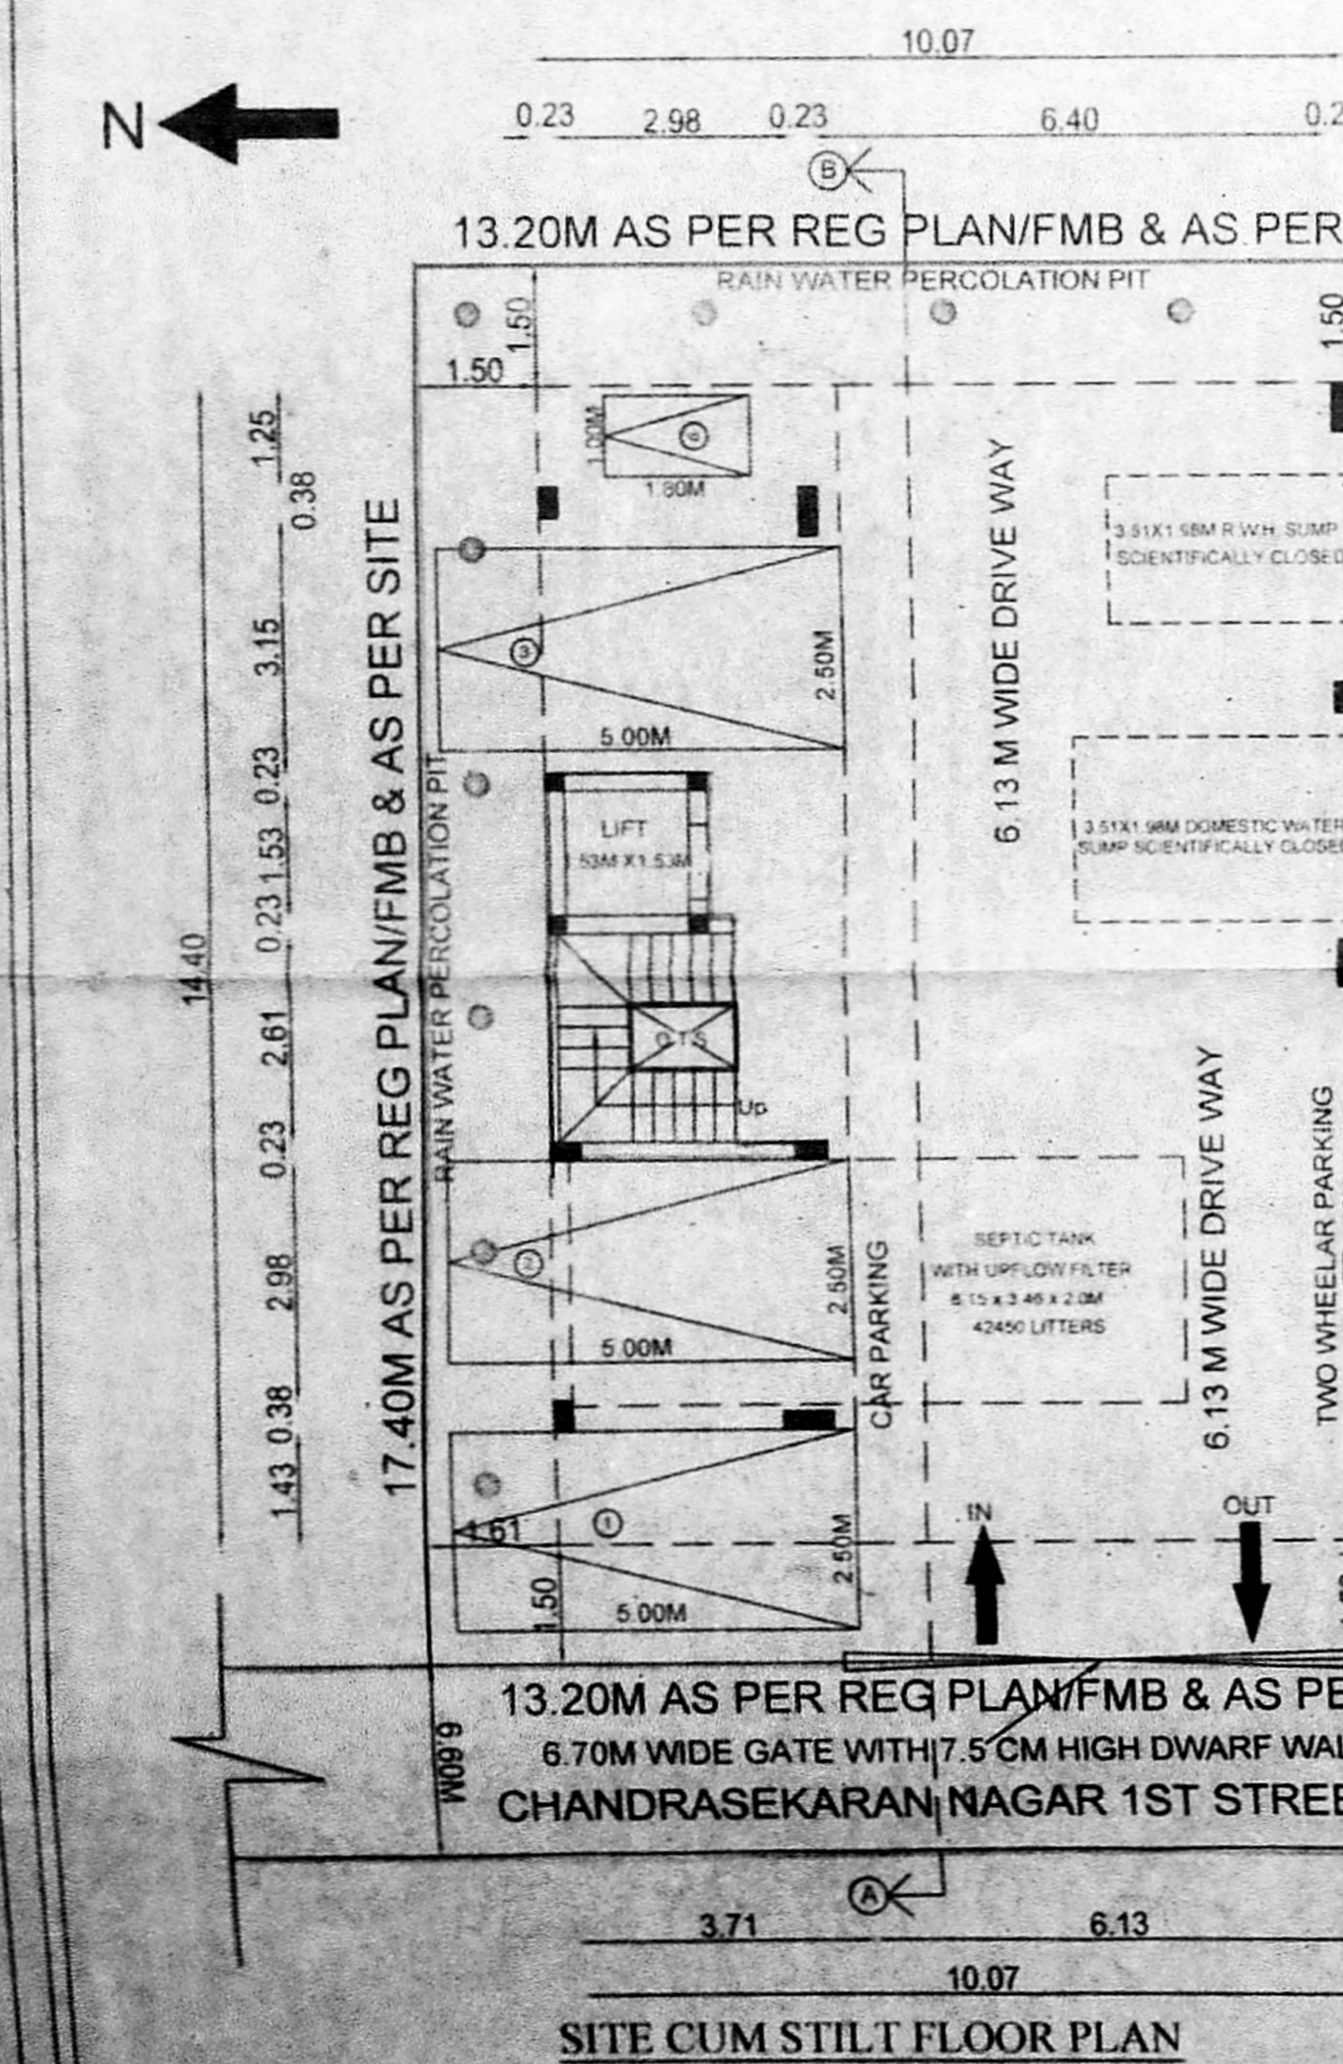 10.07
N
0.23 2.98 0.23 6.40
B
13.20M AS PER REG PLAN/FMB & AS PER
RAIN WATER PERCOLATION PIT
1.50
1.50
1.50
1.25
0.38
3.15
0.23
1.53
0.23
2.61
0.23
2.98
0.38
1.43
14.40
17.40M AS PER REG PLAN/FMB & AS PER SITE
RAIN WATER PERCOLATION PIT
1.00M
1.80M
6.13 M WIDE DRIVE WAY
3.51X1.98M R.W.H. SUMP
SCIENTIFICALLY CLOSED
3
2.50M
5.00M
LIFT
53M X1.53M
3.51X1.98M DOMESTIC WATER
SUMP SCIENTIFICALLY CLOSE
O.T.S
Up
2
2.50M
5.00M
CAR PARKING
SEPTIC TANK
WITH UPFLOW FILTER
6.15 x 3.46 x 2.0M
42450 LITTERS
6.13 M WIDE DRIVE WAY
TWO WHEELAR PARKING
IN
OUT
1.61
1
2.50M
1.50
5.00M
13.20M AS PER REG PLAN/FMB & AS PE
6.60M
6.70M WIDE GATE WITH 7.5 CM HIGH DWARF WAL
CHANDRASEKARAN NAGAR 1ST STREE
A
3.71 6.13
10.07
SITE CUM STILT FLOOR PLAN